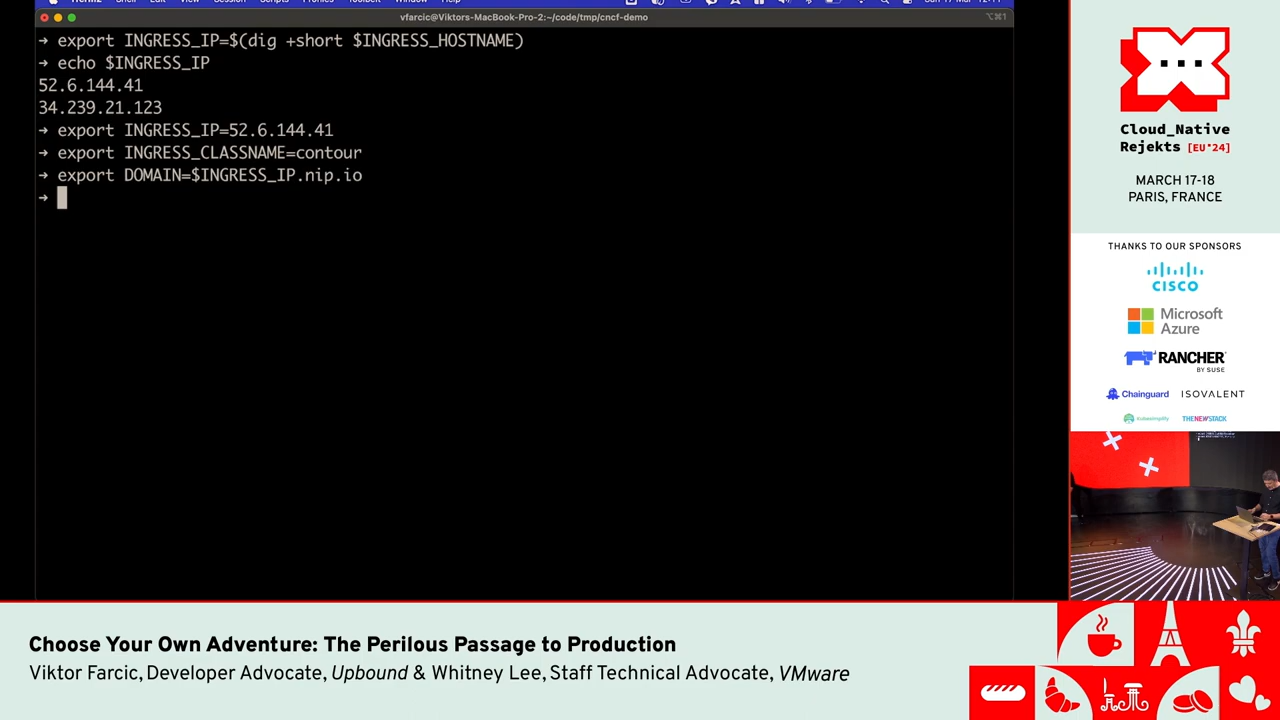 vfarcic@Viktors-MacBook-Pro-2:~/code/tmp/cncf-demo
⌥⌘1
➜ export INGRESS_IP=$(dig +short $INGRESS_HOSTNAME)
➜ echo $INGRESS_IP
52.6.144.41
34.239.21.123
➜ export INGRESS_IP=52.6.144.41
➜ export INGRESS_CLASSNAME=contour
➜ export DOMAIN=$INGRESS_IP.nip.io
➜
Cloud_Native
Rejekts [EU'24]
MARCH 17-18
PARIS, FRANCE
THANKS TO OUR SPONSORS
CISCO
Microsoft
Azure
RANCHER
BY SUSE
Chainguard ISOVALENT
THENEWSTACK
Choose Your Own Adventure: The Perilous Passage to Production
Viktor Farcic, Developer Advocate, Upbound & Whitney Lee, Staff Technical Advocate, VMware